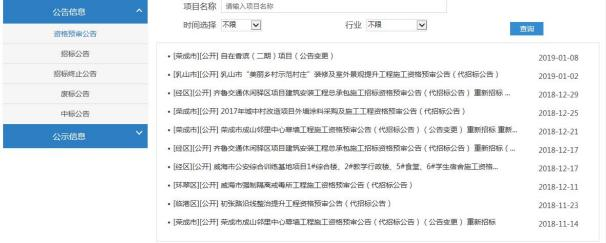 公告信息
资格预审公告
招标公告
招标终止公告
废标公告
中标公告
公示信息
项目名称 请输入项目名称
时间选择 不限 行业 不限
查询
• [荣成市][公开] 自在香滨（二期）项目（公告变更） 2019-01-08
• [乳山市][公开] 乳山市“美丽乡村示范村庄”装修及室外景观提升工程施工资格预审公告（代招标公告） 2019-01-02
• [经区][公开] 齐鲁交通休闲驿区项目建筑安装工程总承包施工招标资格预审公告（代招标公告） 重新招标 ... 2018-12-29
• [荣成市][公开] 2017年城中村改造项目外墙涂料采购及施工工程资格预审公告（代招标公告） 2018-12-25
• [荣成市][公开] 荣成市成山邻里中心幕墙工程施工资格预审公告（代招标公告）（公告变更） 重新招标 重新... 2018-12-21
• [经区][公开] 齐鲁交通休闲驿区项目建筑安装工程总承包施工招标资格预审公告（代招标公告） 重新招标（... 2018-12-17
• [经区][公开] 威海市公安综合训练基地项目1#综合楼、2#教学行政楼、5#食堂、6#学生宿舍施工资格... 2018-12-17
• [环翠区][公开] 威海市强制隔离戒毒所工程施工资格预审公告（代招标公告） 2018-12-11
• [临港区][公开] 初张路沿线整治提升工程资格预审公告（代招标公告） 2018-11-23
• [荣成市][公开] 荣成市成山邻里中心幕墙工程施工资格预审公告（代招标公告）（公告变更） 重新招标 2018-11-14